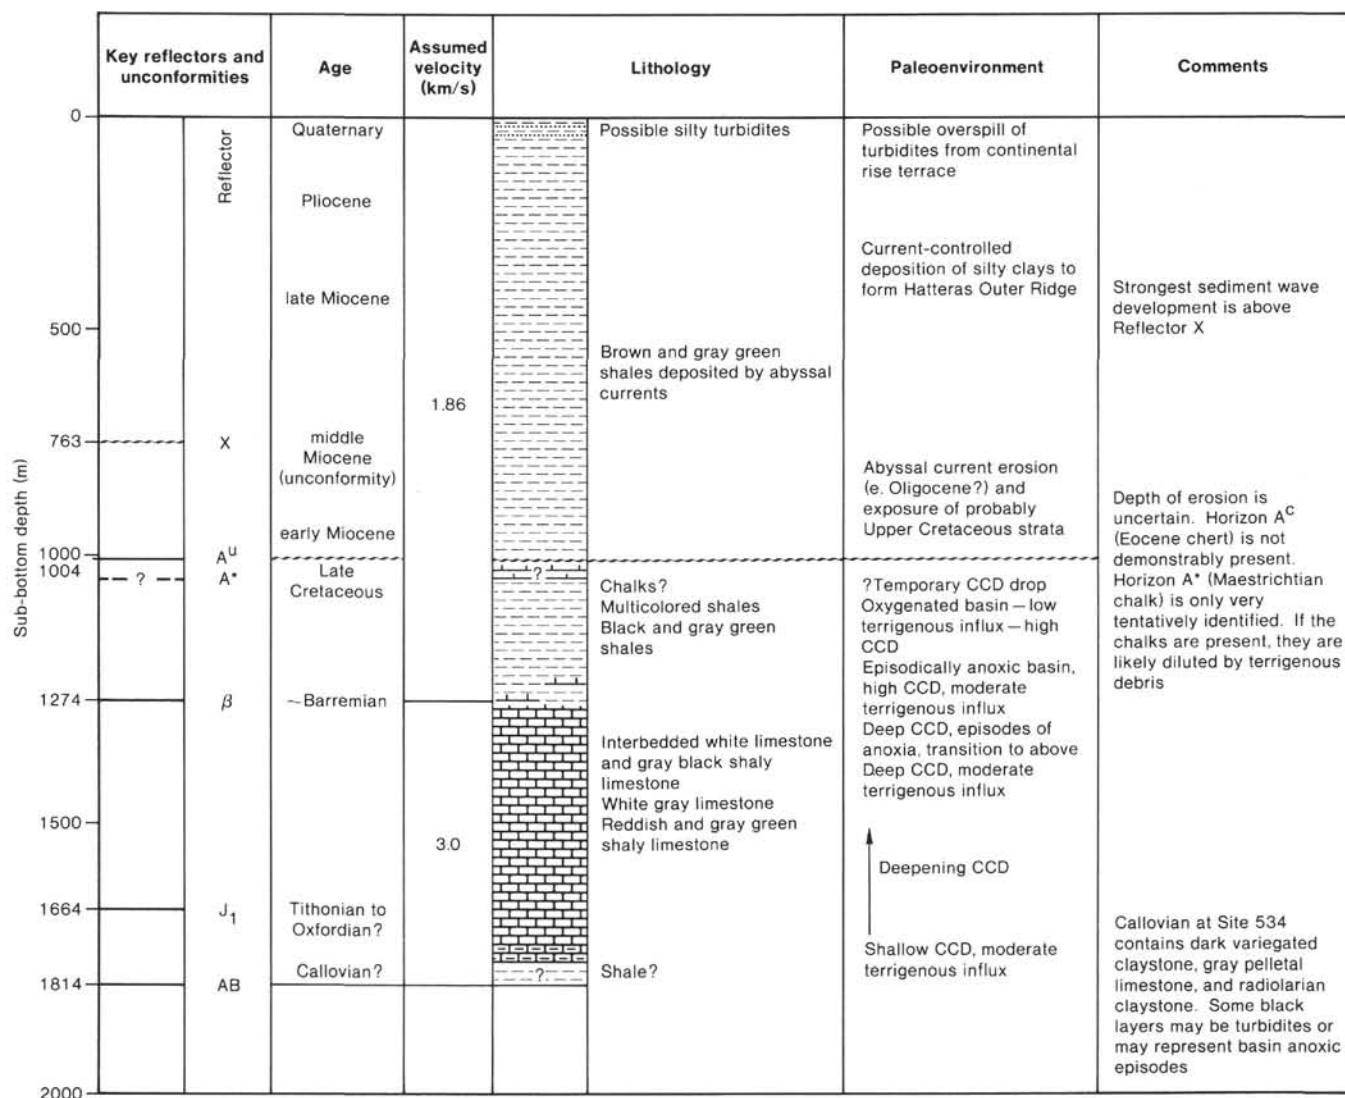 Key reflectors and
unconformities
Age
Assumed
velocity
(km/s)
Lithology
Paleoenvironment
Comments
Sub-bottom depth (m)
0
500
763
1000
1004
1274
1500
1664
1814
2000
?
Reflector
X
Aᵘ
A*
β
J₁
AB
Quaternary
Pliocene
late Miocene
middle
Miocene
(unconformity)
early Miocene
Late
Cretaceous
~Barremian
Tithonian to
Oxfordian?
Callovian?
1.86
3.0
?
?
Possible silty turbidites
Brown and gray green
shales deposited by abyssal
currents
Chalks?
Multicolored shales
Black and gray green
shales
Interbedded white limestone
and gray black shaly
limestone
White gray limestone
Reddish and gray green
shaly limestone
Shale?
Possible overspill of
turbidites from continental
rise terrace
Current-controlled
deposition of silty clays to
form Hatteras Outer Ridge
Abyssal current erosion
(e. Oligocene?) and
exposure of probably
Upper Cretaceous strata
?Temporary CCD drop
Oxygenated basin — low
terrigenous influx — high
CCD
Episodically anoxic basin,
high CCD, moderate
terrigenous influx
Deep CCD, episodes of
anoxia, transition to above
Deep CCD, moderate
terrigenous influx
Deepening CCD
Shallow CCD, moderate
terrigenous influx
Strongest sediment wave
development is above
Reflector X
Depth of erosion is
uncertain. Horizon Aᶜ
(Eocene chert) is not
demonstrably present.
Horizon A* (Maestrichtian
chalk) is only very
tentatively identified. If the
chalks are present, they are
likely diluted by terrigenous
debris
Callovian at Site 534
contains dark variegated
claystone, gray pelletal
limestone, and radiolarian
claystone. Some black
layers may be turbidites or
may represent basin anoxic
episodes